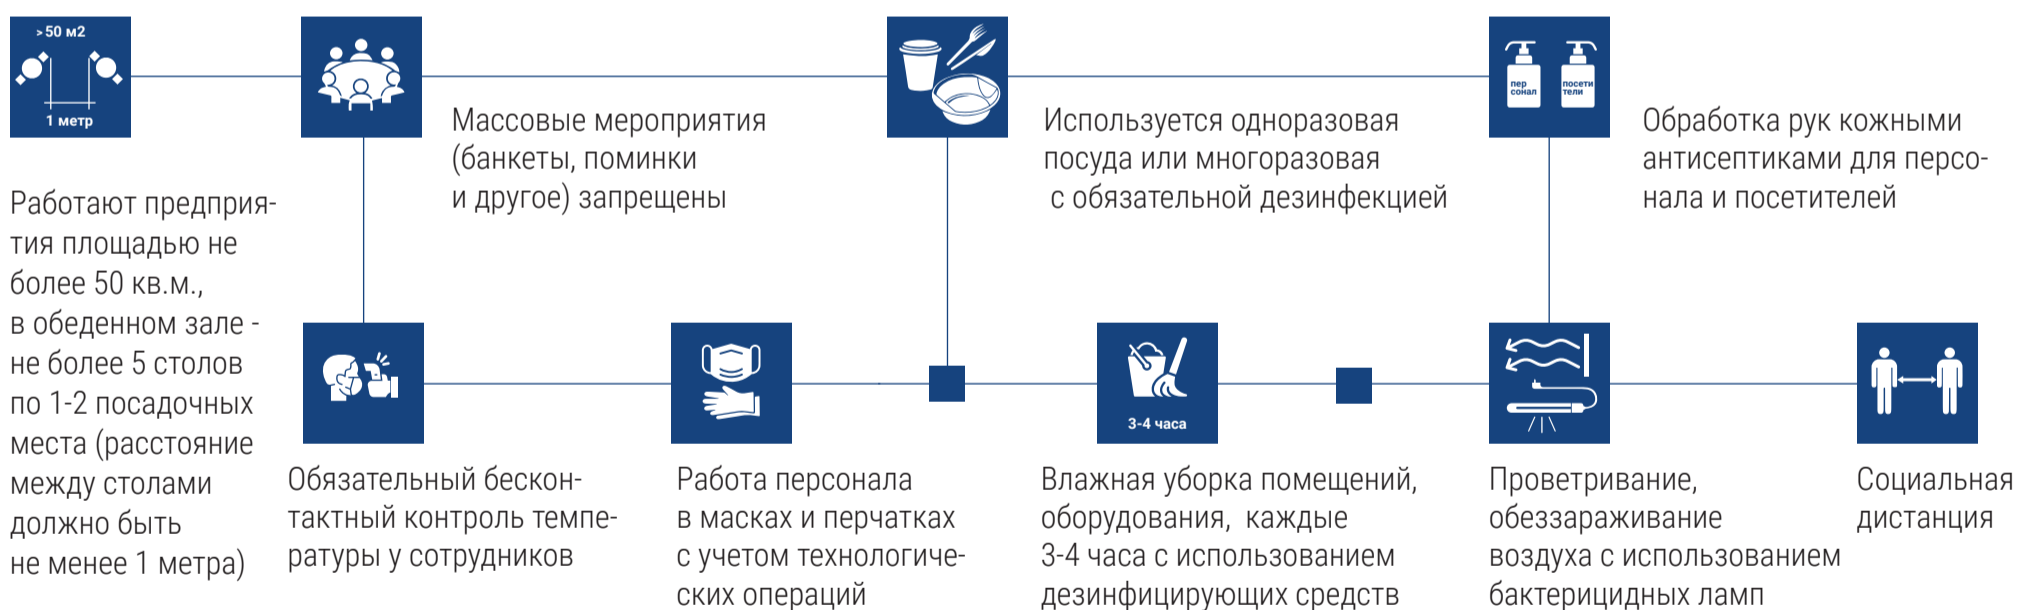 > 50 м2
1 метр
Работают предприя-
тия площадью не
более 50 кв.м.,
в обеденном зале -
не более 5 столов
по 1-2 посадочных
места (расстояние
между столами
должно быть
не менее 1 метра)
Массовые мероприятия
(банкеты, поминки
и другое) запрещены
Используется одноразовая
посуда или многоразовая
с обязательной дезинфекцией
пер
сонал
посети
тели
Обработка рук кожными
антисептиками для персо-
нала и посетителей
Обязательный бескон-
тактный контроль темпе-
ратуры у сотрудников
Работа персонала
в масках и перчатках
с учетом технологиче-
ских операций
3-4 часа
Влажная уборка помещений,
оборудования, каждые
3-4 часа с использованием
дезинфицирующих средств
Проветривание,
обеззараживание
воздуха с использованием
бактерицидных ламп
Социальная
дистанция